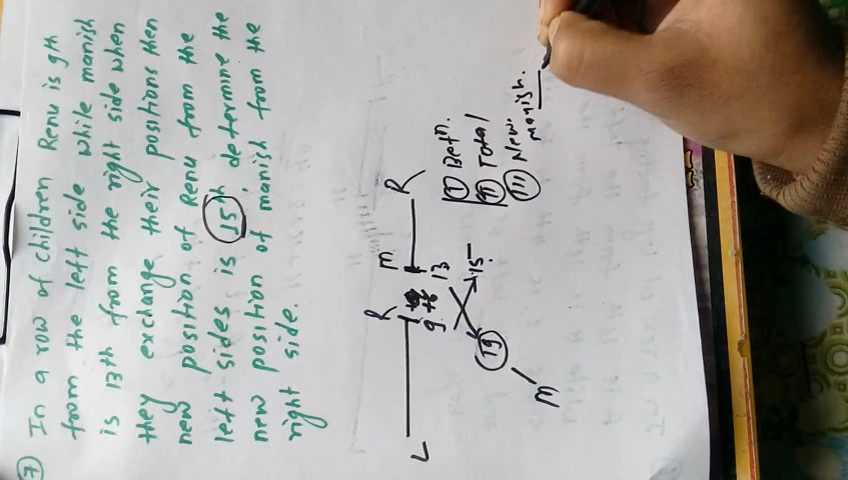 7 In a row of children Renu is 9th
from the left side while manish
is 13th from the right side when
they exchange their positions then
new position of Renu from the
left sides is 15th determine the
new position of manish from the
right side.
R M R
L
9 13
15
19
M
I Betn.
II Total
III New.
manish.